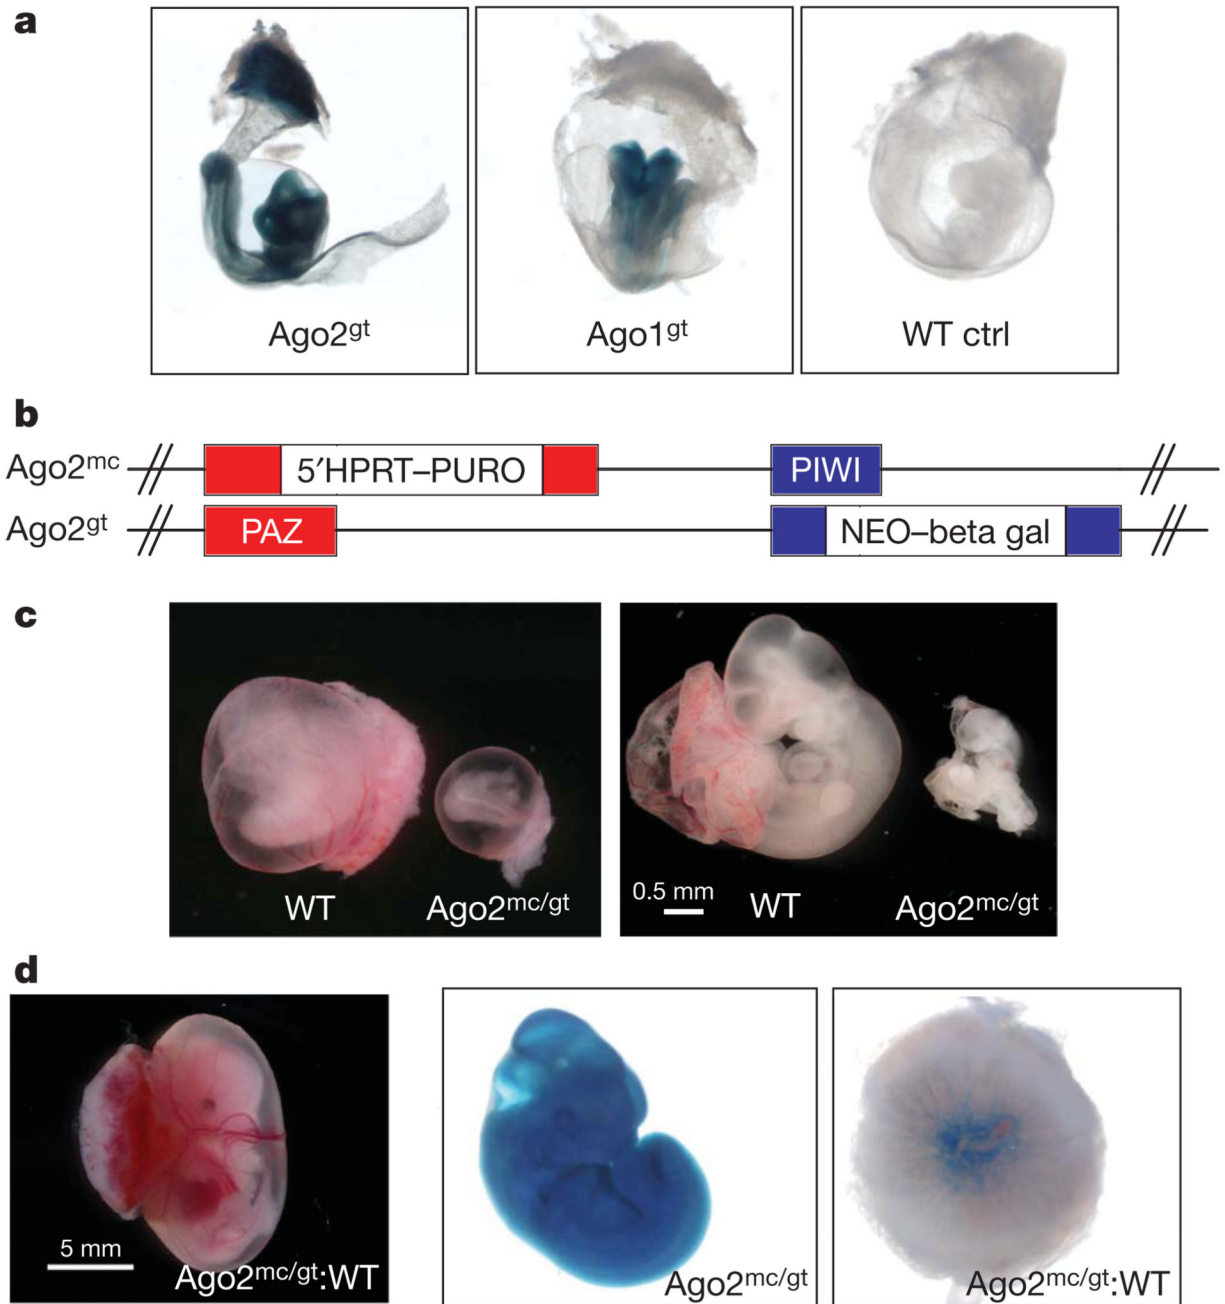 a
Ago2gt
Ago1gt
WT ctrl
b
Ago2mc
5′HPRT–PURO
PIWI
Ago2gt
PAZ
NEO–beta gal
c
WT
Ago2mc/gt
0.5 mm
WT
Ago2mc/gt
d
5 mm
Ago2mc/gt:WT
Ago2mc/gt
Ago2mc/gt:WT